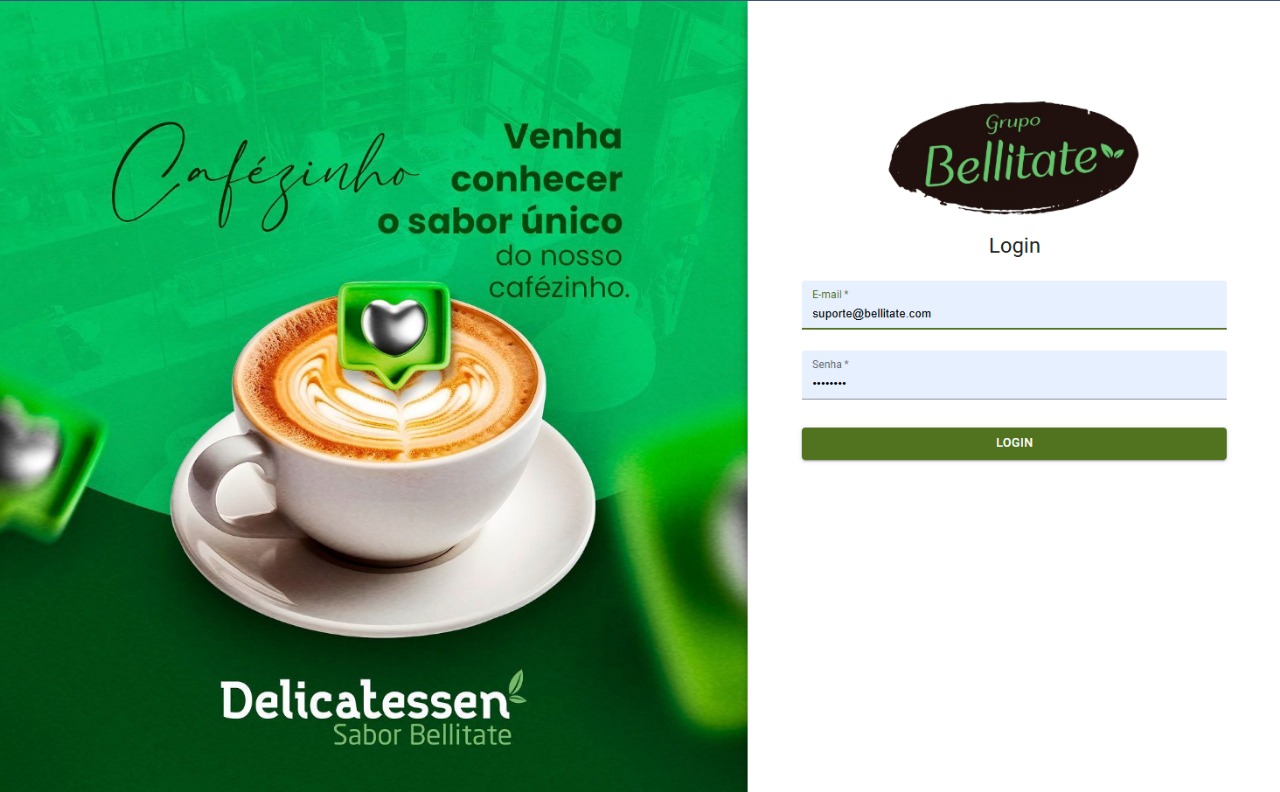 Cafézinho
Venha
conhecer
o sabor único
do nosso
cafézinho.
Delicatessen
Sabor Bellitate
Grupo
Bellitate
Login
E-mail *
suporte@bellitate.com
Senha *
••••••••
LOGIN